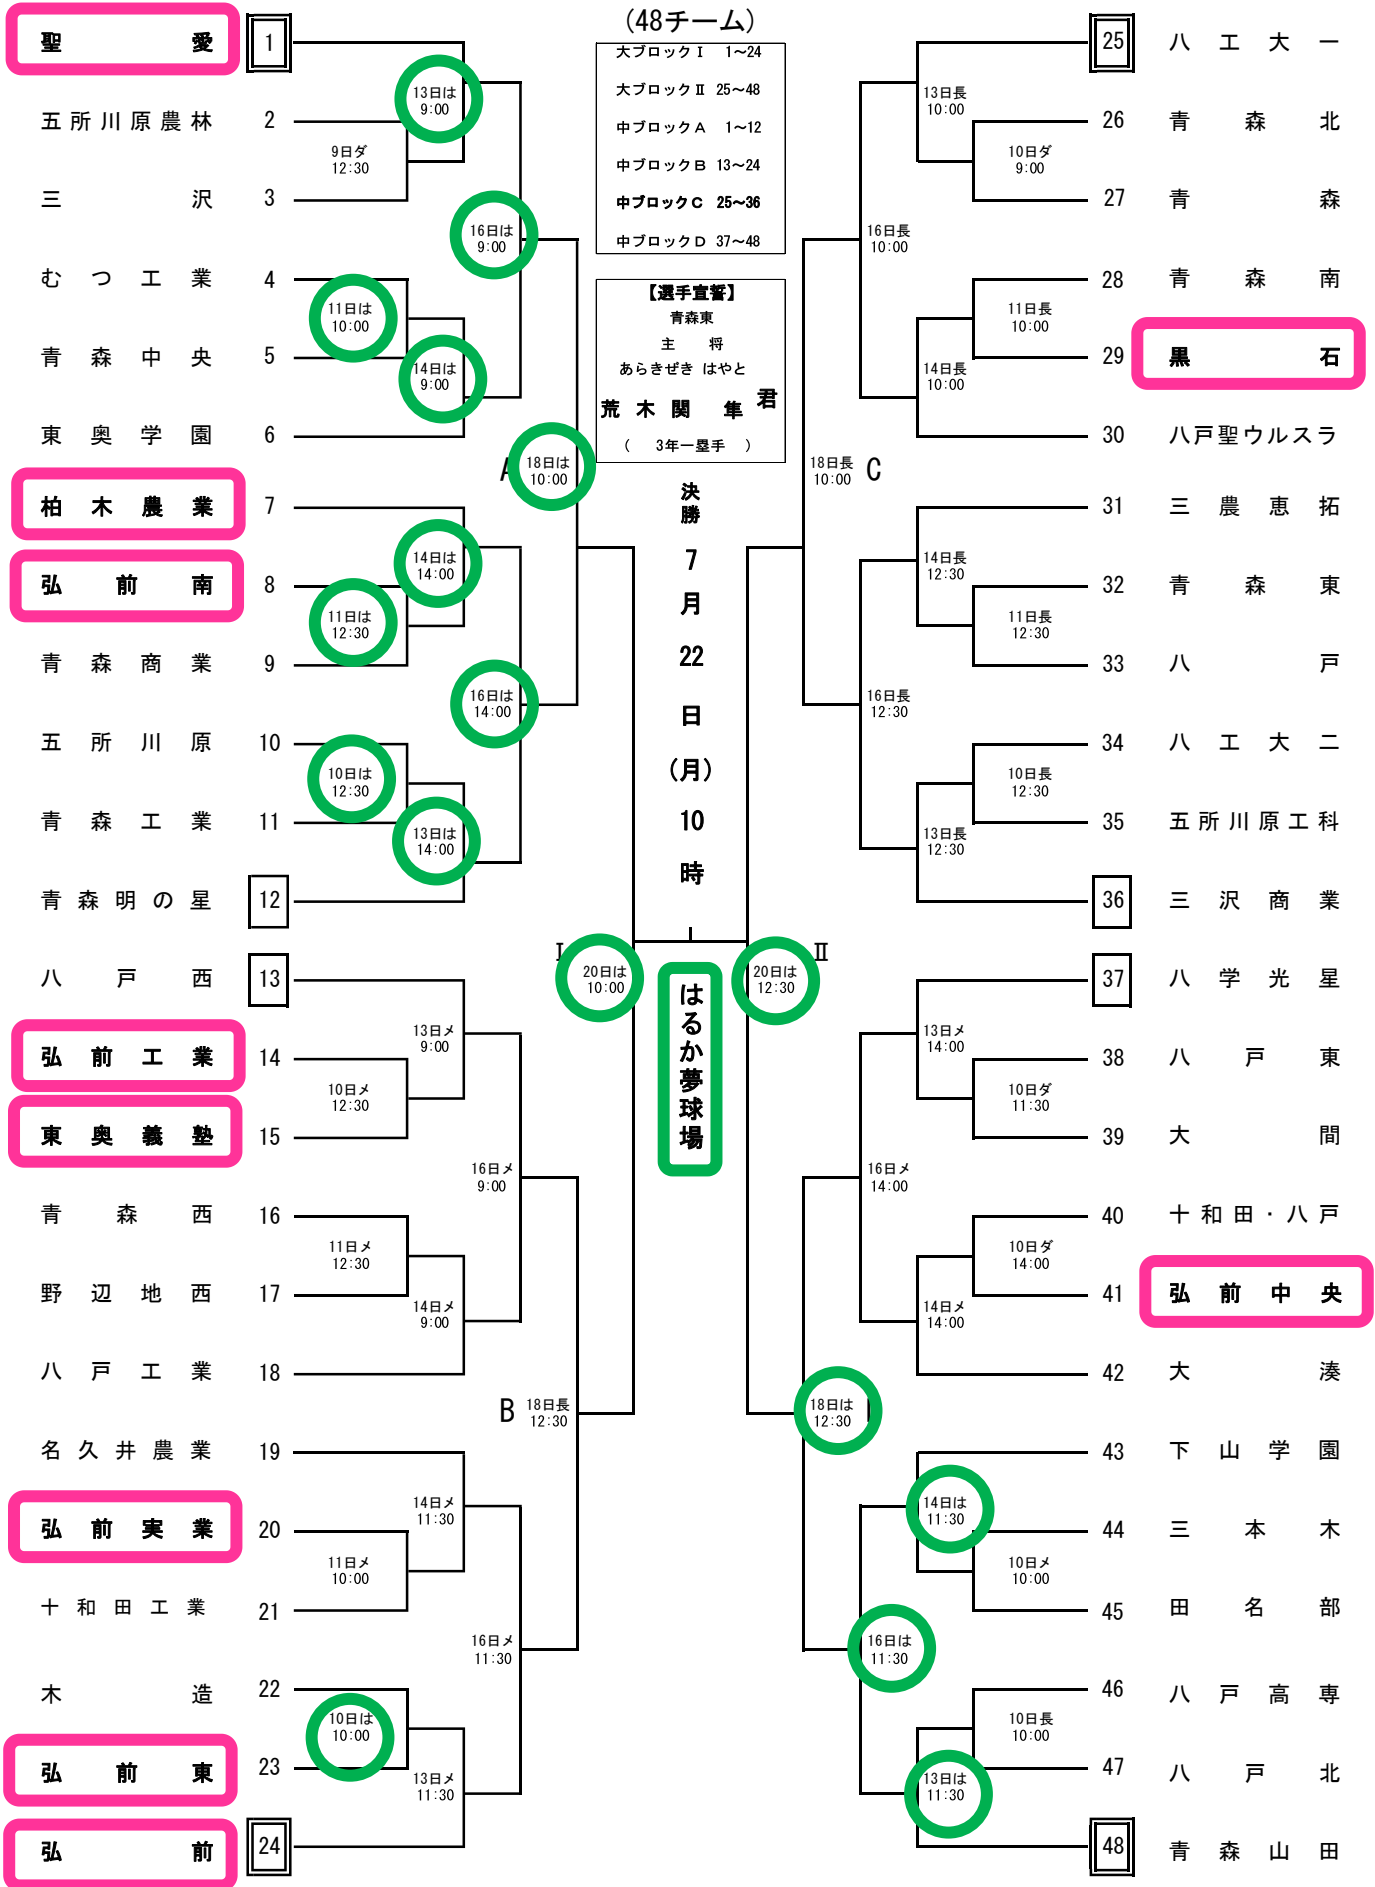 (48チーム)
大ブロックⅠ 1～24
大ブロックⅡ 25～48
中ブロックA 1～12
中ブロックB 13～24
中ブロックC 25～36
中ブロックD 37～48
【選手宣誓】
青森東
主 将
あらきぜき はやと
荒木関 隼 君
( 3年一塁手 )
決勝 7月22日(月)10時
はるか夢球場
聖愛 1
13日は
9:00
五所川原農林 2
9日ダ
12:30
三沢 3
16日は
9:00
むつ工業 4
11日は
10:00
青森中央 5
14日は
9:00
東奥学園 6
A
18日は
10:00
柏木農業 7
14日は
14:00
弘前南 8
11日は
12:30
青森商業 9
16日は
14:00
五所川原 10
10日は
12:30
青森工業 11
13日は
14:00
青森明の星 12
Ⅰ
20日は
10:00
八戸西 13
13日メ
9:00
弘前工業 14
10日メ
12:30
東奥義塾 15
16日メ
9:00
青森西 16
11日メ
12:30
野辺地西 17
14日メ
9:00
八戸工業 18
B
18日長
12:30
名久井農業 19
14日メ
11:30
弘前実業 20
11日メ
10:00
十和田工業 21
16日メ
11:30
木造 22
10日は
10:00
弘前東 23
13日メ
11:30
弘前 24
25 八工大一
13日長
10:00
26 青森北
10日ダ
9:00
27 青森
16日長
10:00
28 青森南
11日長
10:00
29 黒石
14日長
10:00
30 八戸聖ウルスラ
18日長
10:00
C
31 三農恵拓
14日長
12:30
32 青森東
11日長
12:30
33 八戸
16日長
12:30
34 八工大二
10日長
12:30
35 五所川原工科
13日長
12:30
36 三沢商業
Ⅱ
20日は
12:30
37 八学光星
13日メ
14:00
38 八戸東
10日ダ
11:30
39 大間
16日メ
14:00
40 十和田・八戸
10日ダ
14:00
41 弘前中央
14日メ
14:00
42 大湊
18日は
12:30
43 下山学園
14日は
11:30
44 三本木
10日メ
10:00
45 田名部
16日は
11:30
46 八戸高専
10日長
10:00
47 八戸北
13日は
11:30
48 青森山田